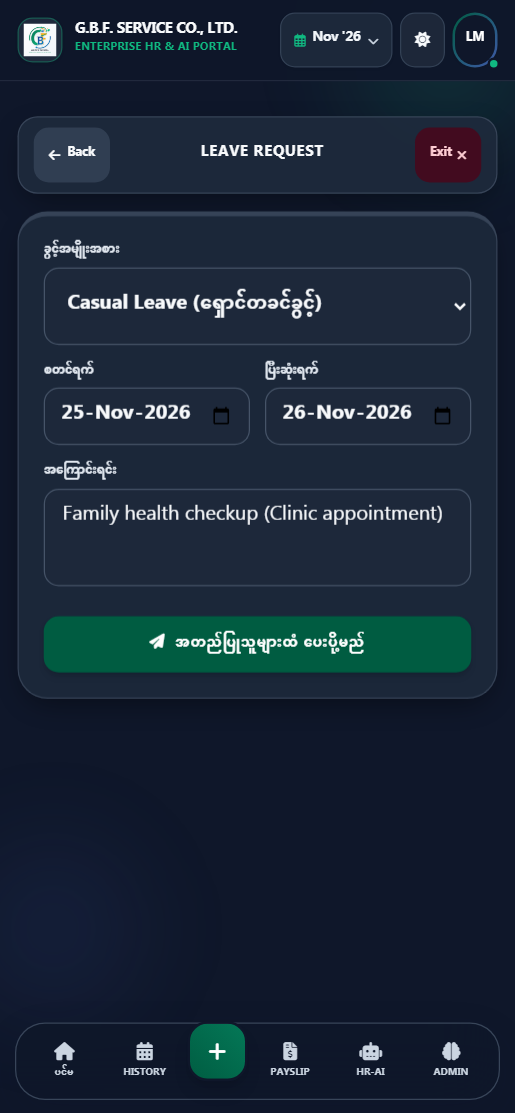 G.B.F. SERVICE CO., LTD.
ENTERPRISE HR & AI PORTAL
Nov '26
LM
Back
LEAVE REQUEST
Exit
ခွင့်အမျိုးအစား
Casual Leave (ရှောင်တခင်ခွင့်)
စတင်ရက်
ပြီးဆုံးရက်
25-Nov-2026
26-Nov-2026
အကြောင်းရင်း
Family health checkup (Clinic appointment)
အတည်ပြုသူများထံ ပေးပို့မည်
ပင်မ
HISTORY
PAYSLIP
HR-AI
ADMIN